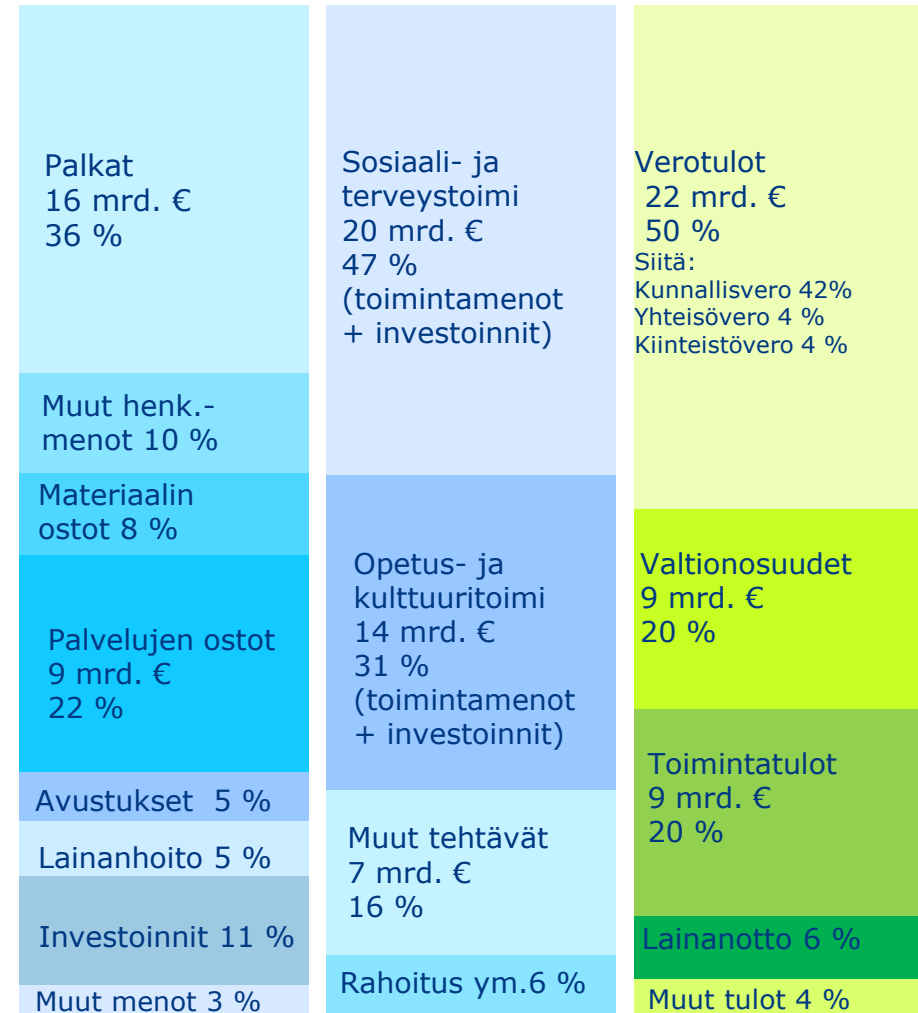 Palkat
16 mrd. €
36 %
Muut henk.-
menot 10 %
Materiaalin
ostot 8 %
Palvelujen ostot
9 mrd. €
22 %
Avustukset 5 %
Lainanhoito 5 %
Investoinnit 11 %
Muut menot 3 %
Sosiaali- ja
terveystoimi
20 mrd. €
47 %
(toimintamenot
+ investoinnit)
Opetus- ja
kulttuuritoimi
14 mrd. €
31 %
(toimintamenot
+ investoinnit)
Muut tehtävät
7 mrd. €
16 %
Rahoitus ym.6 %
Verotulot
22 mrd. €
50 %
Siitä:
Kunnallisvero 42%
Yhteisövero 4 %
Kiinteistövero 4 %
Valtionosuudet
9 mrd. €
20 %
Toimintatulot
9 mrd. €
20 %
Lainanotto 6 %
Muut tulot 4 %